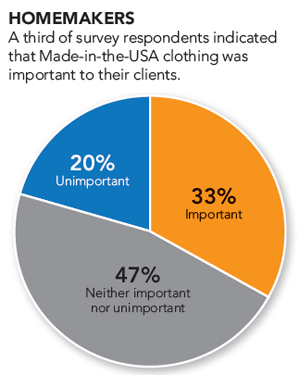 HOMEMAKERS
A third of survey respondents indicated
that Made-in-the-USA clothing was
important to their clients.
20%
Unimportant
33%
Important
47%
Neither important
nor unimportant